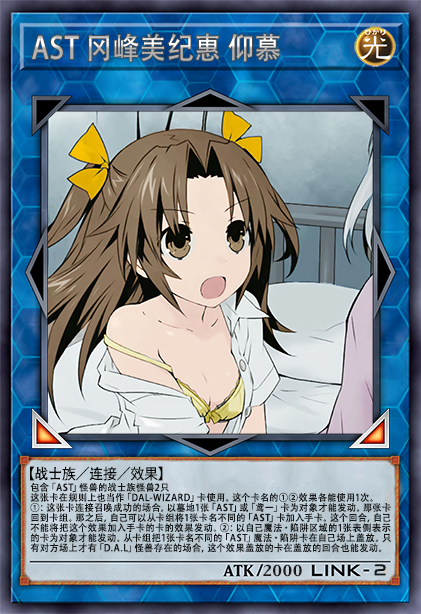 AST 冈峰美纪惠 仰慕
ひかり
光
【战士族／连接／效果】
包含「AST」怪兽的战士族怪兽2只
这张卡在规则上也当作「DAL-WIZARD」卡使用。这个卡名的①②效果各能使用1次。
①：这张卡连接召唤成功的场合，以墓地1张「AST」或「鸢一」卡为对象才能发动。那张卡
回到卡组。那之后，自己可以从卡组将1张卡名不同的「AST」卡加入手卡。这个回合，自己
不能将把这个效果加入手卡的卡的效果发动。②：以自己魔法·陷阱区域的1张表侧表示
的卡为对象才能发动。从卡组把1张卡名不同的「AST」魔法·陷阱卡在自己场上盖放。只
有对方场上才有「D.A.L」怪兽存在的场合，这个效果盖放的卡在盖放的回合也能发动。
ATK/2000 LINK-2